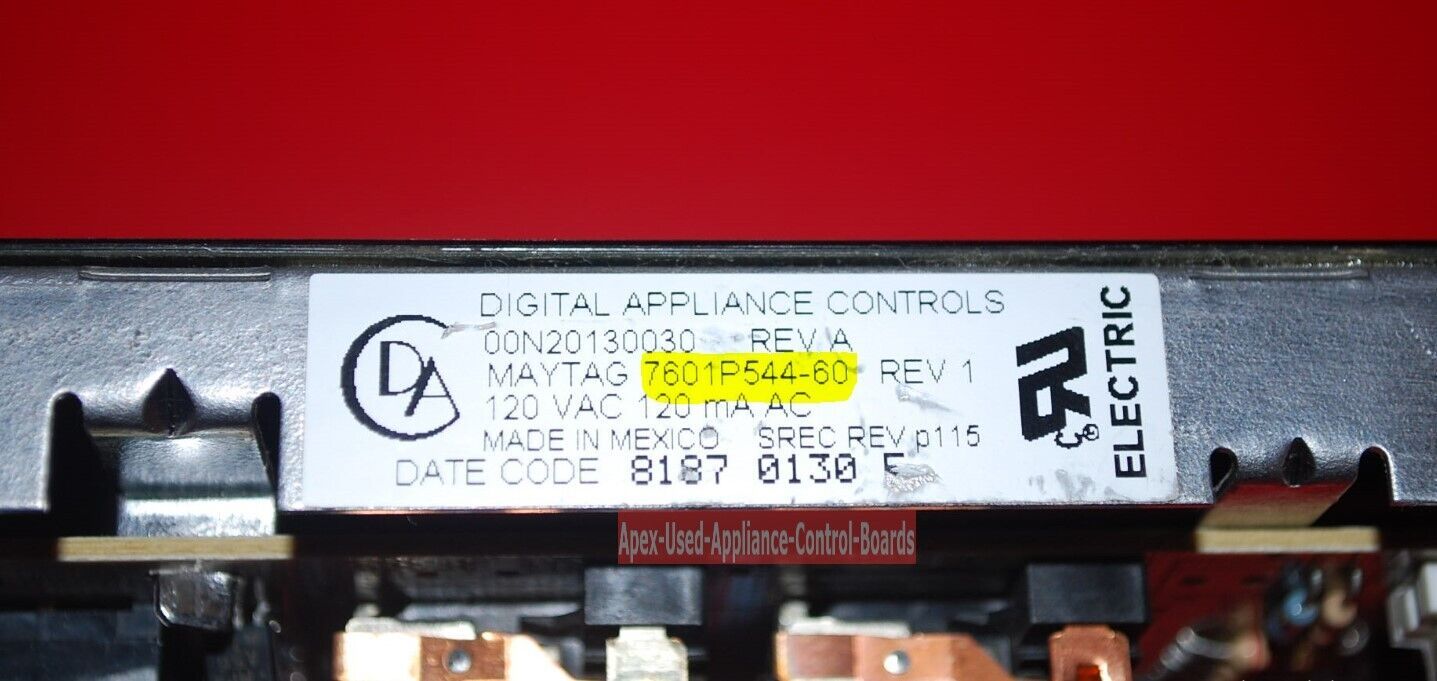 DIGITAL APPLIANCE CONTROLS
00N20130030 REV A
MAYTAG 7601P544-60 REV 1
120 VAC 120 mA AC
MADE IN MEXICO SREC REV p115
DATE CODE 8187 0130
DA
ELECTRIC
Apex-Used-Appliance-Control-Boards